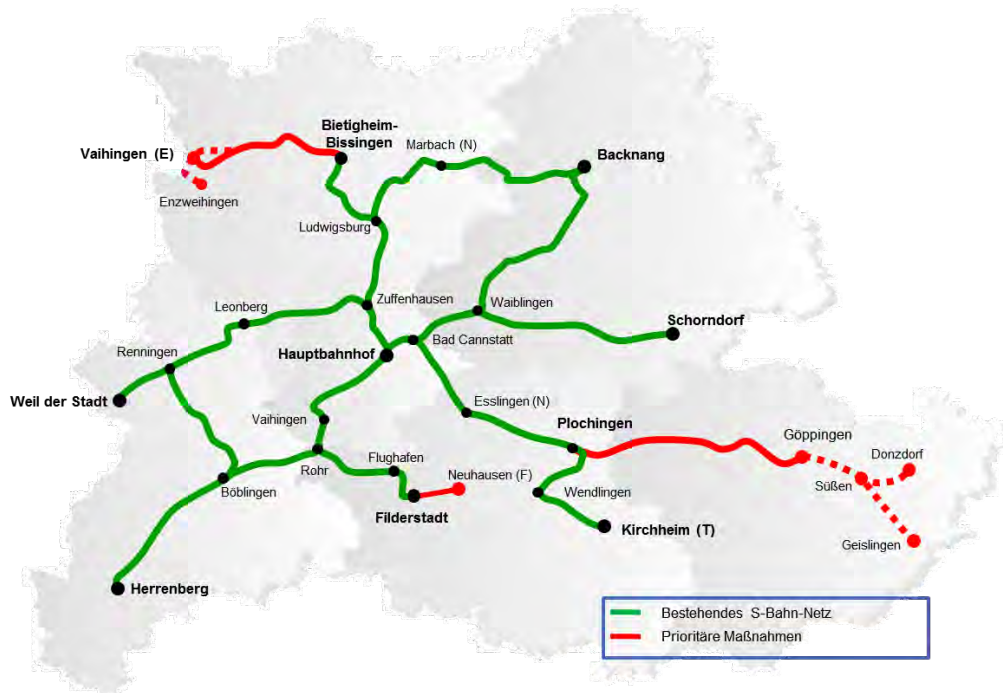 Bietigheim-
Bissingen
Marbach (N)
Backnang
Vaihingen (E)
Enzweihingen
Ludwigsburg
Leonberg
Zuffenhausen
Waiblingen
Schorndorf
Bad Cannstatt
Renningen
Hauptbahnhof
Weil der Stadt
Esslingen (N)
Vaihingen
Plochingen
Göppingen
Donzdorf
Flughafen
Neuhausen (F)
Rohr
Süßen
Böblingen
Wendlingen
Filderstadt
Kirchheim (T)
Geislingen
Herrenberg
Bestehendes S-Bahn-Netz
Prioritäre Maßnahmen